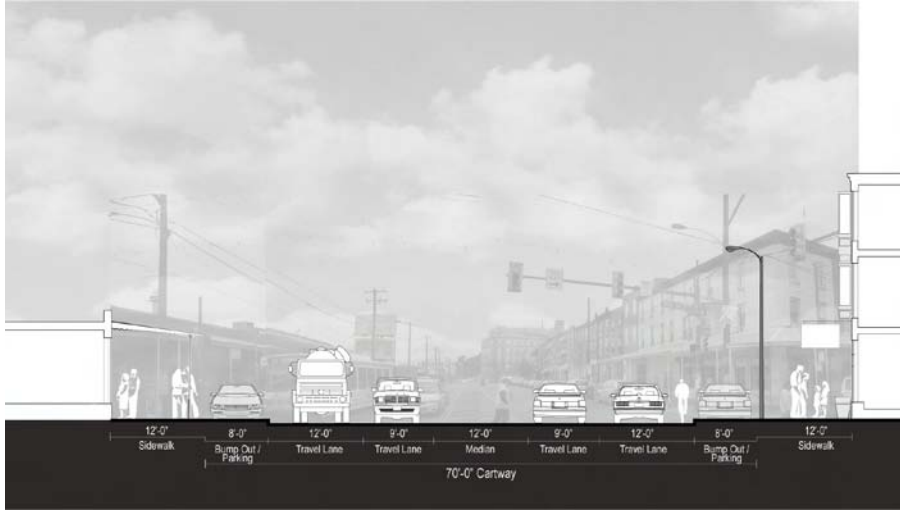 12'-0" 8'-0" 12'-0" 9'-0" 12'-0" 9'-0" 12'-0" 8'-0" 12'-0"
Sidewalk Bump Out / Travel Lane Travel Lane Median Travel Lane Travel Lane Bump Out / Sidewalk
Parking Parking
70'-0" Cartway